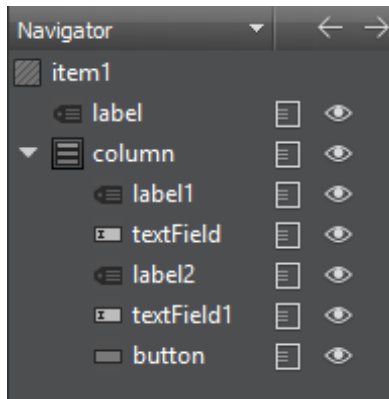 Navigator
item1
label
column
label1
textField
label2
textField1
button